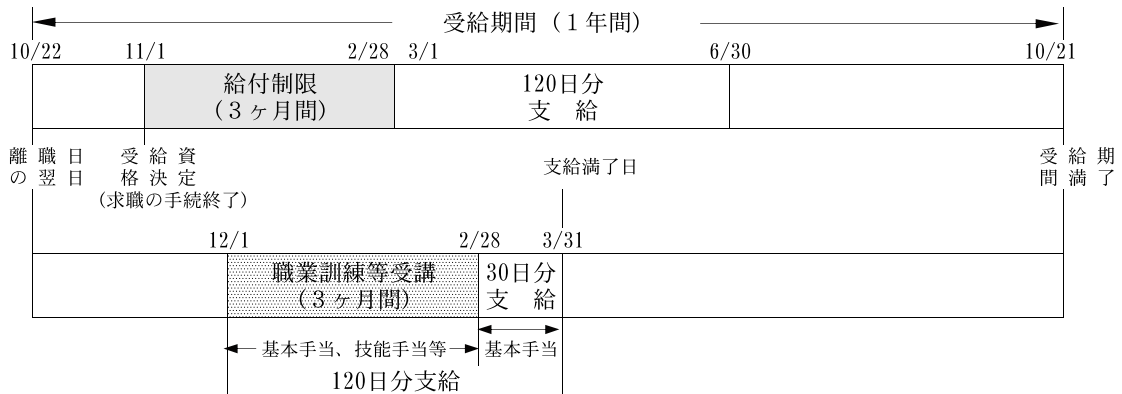 受給期間（１年間）
10/22 11/1 2/28 3/1 6/30 10/21
給付制限
（３ヶ月間）
120日分
支　給
離職日
の翌日
受給資
格決定
(求職の手続終了)
支給満了日
受給期
間満了
12/1 2/28 3/31
職業訓練等受講
（３ヶ月間）
30日分
支　給
基本手当、技能手当等
基本手当
120日分支給